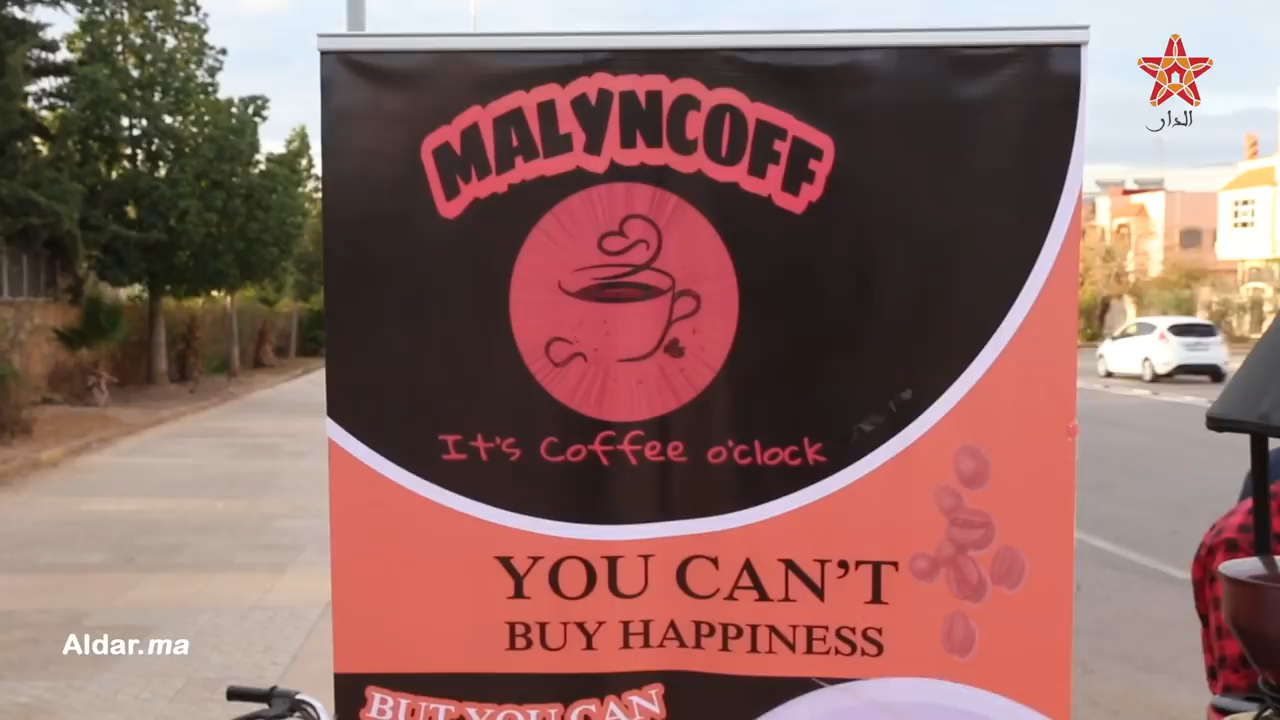 MALYNCOFF
It's Coffee o'clock
YOU CAN'T
BUY HAPPINESS
BUT YOU CAN
الدار
Aldar.ma